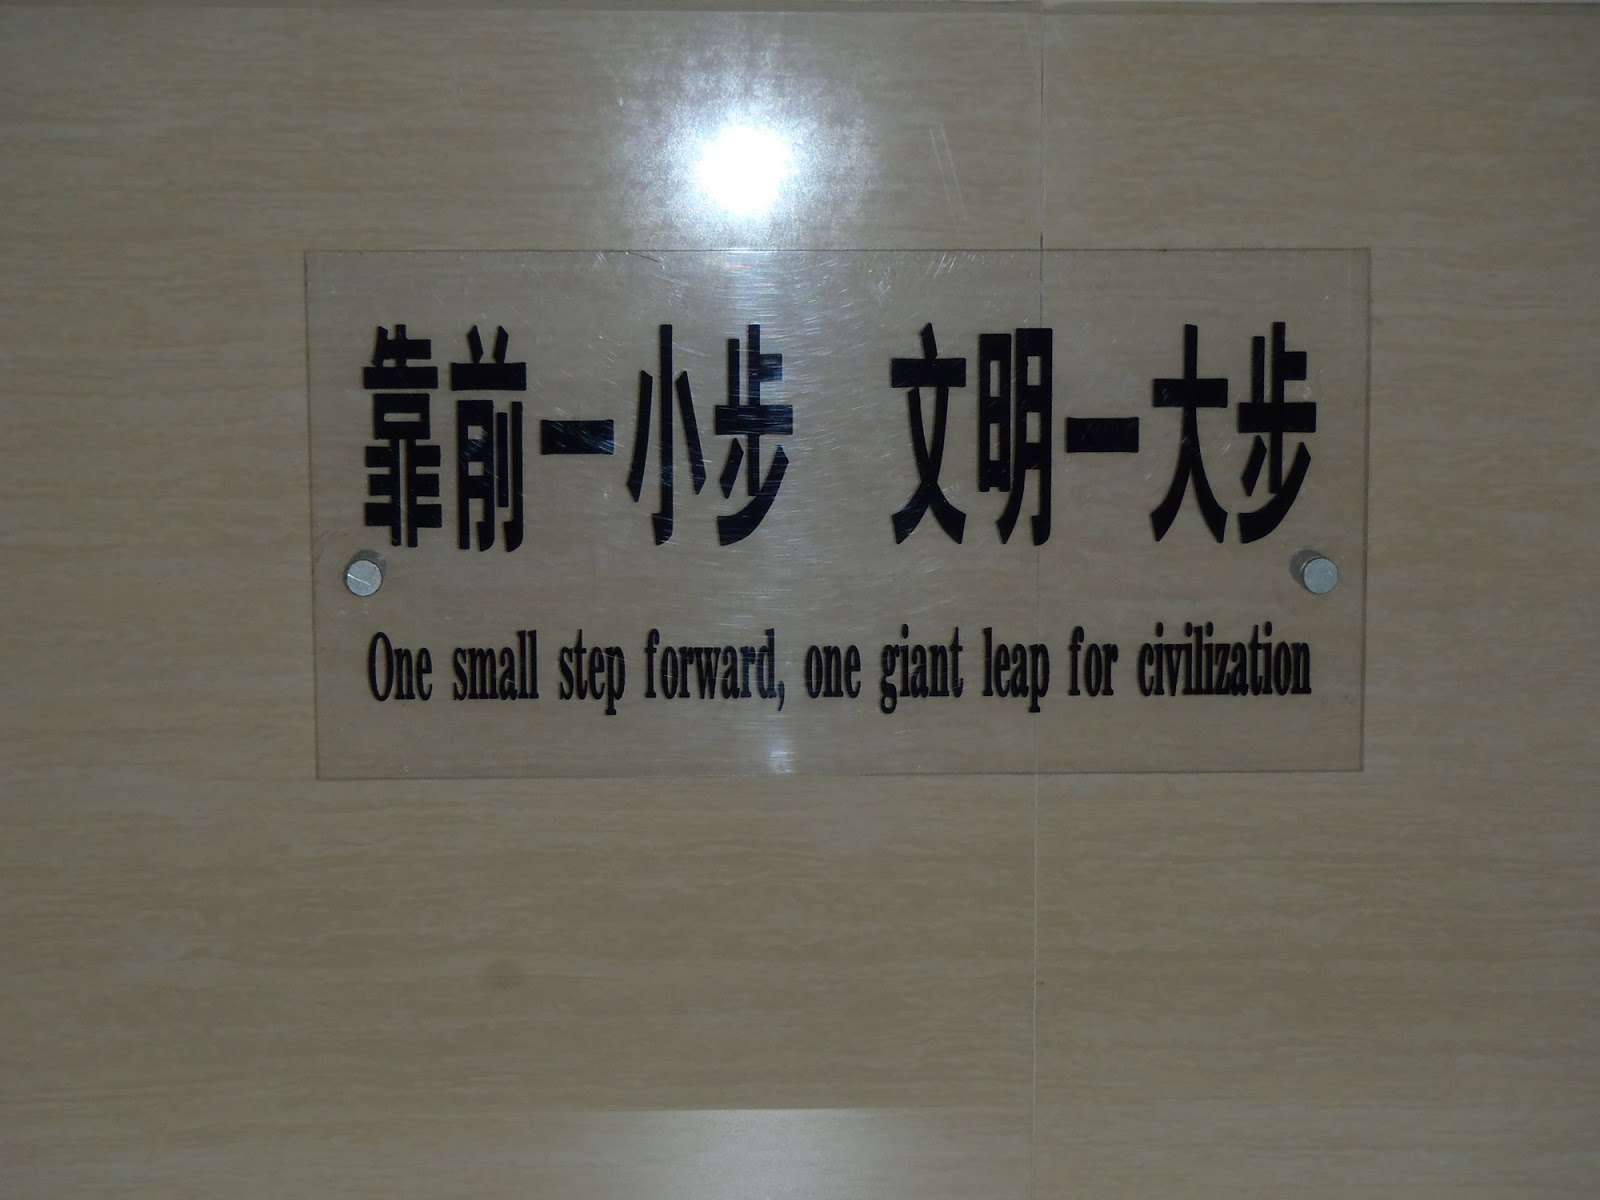 靠前一小步 文明一大步
One small step forward, one giant leap for civilization